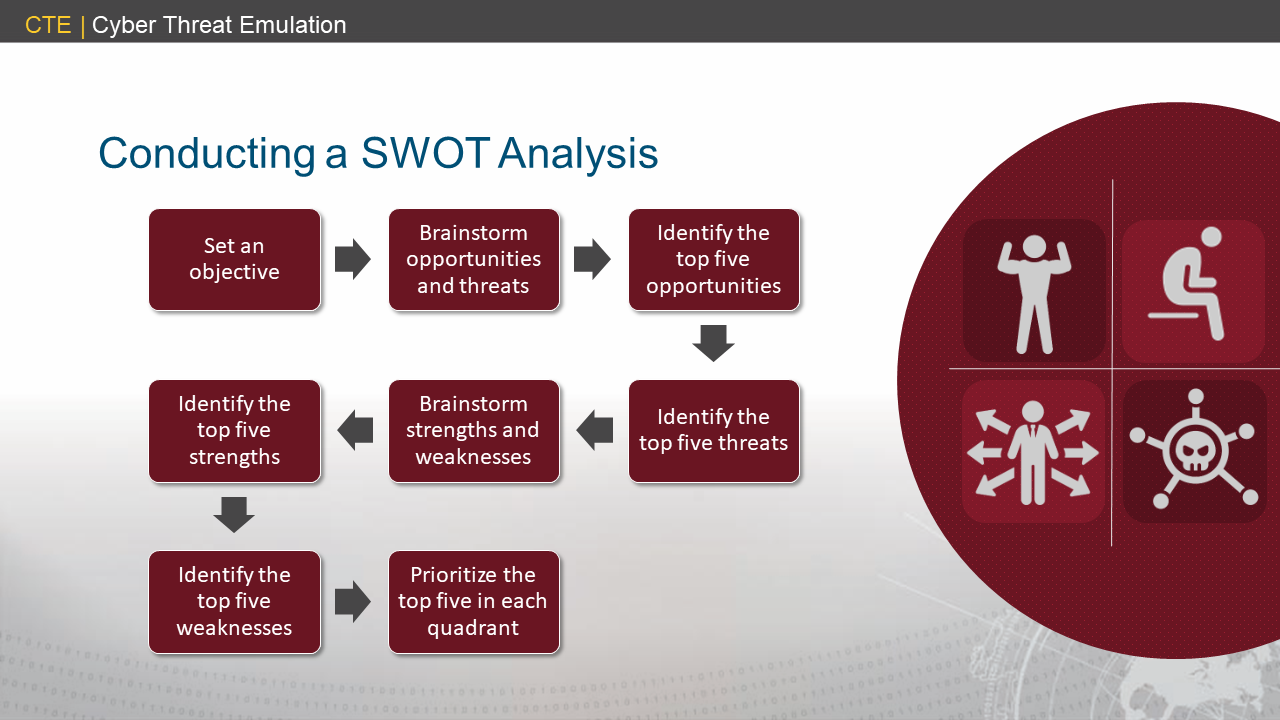 CTE | Cyber Threat Emulation
Conducting a SWOT Analysis
Set an
objective
Brainstorm
opportunities
and threats
Identify the
top five
opportunities
Identify the
top five threats
Brainstorm
strengths and
weaknesses
Identify the
top five
strengths
Identify the
top five
weaknesses
Prioritize the
top five in each
quadrant